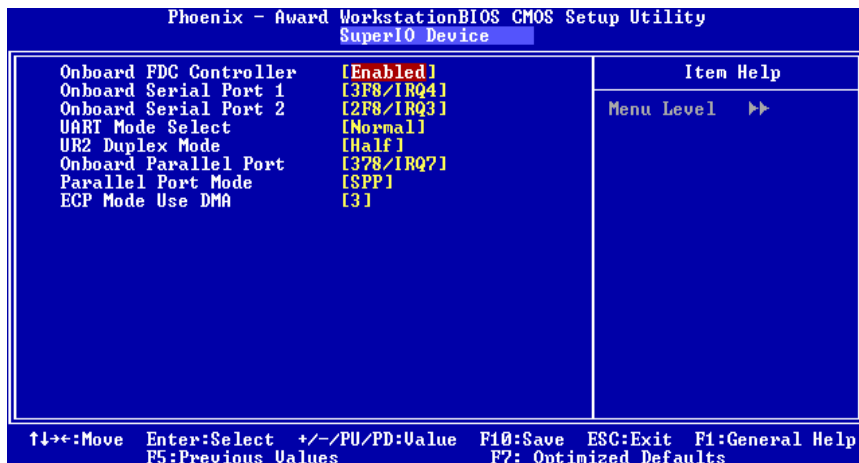 Phoenix - Award WorkstationBIOS CMOS Setup Utility
SuperIO Device
Onboard FDC Controller [Enabled]
Onboard Serial Port 1 [3F8/IRQ4]
Onboard Serial Port 2 [2F8/IRQ3]
UART Mode Select [Normal]
UR2 Duplex Mode [Half]
Onboard Parallel Port [378/IRQ7]
Parallel Port Mode [SPP]
ECP Mode Use DMA [3]
Item Help
Menu Level ▶▶
↑↓→←:Move Enter:Select +/-/PU/PD:Value F10:Save ESC:Exit F1:General Help
F5:Previous Values F7: Optimized Defaults